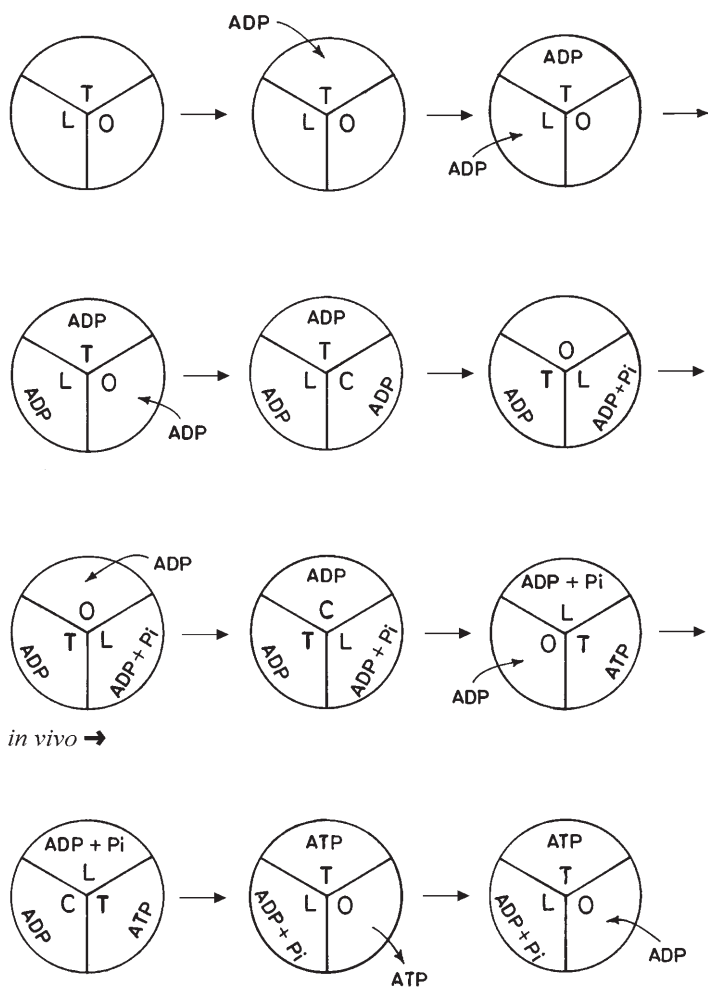 ADP
T
L O
T
L O
ADP
T
L O
ADP
ADP
T
L O
ADP
ADP
ADP
T
L C
ADP
ADP
O
T L
ADP
ADP+Pi
ADP
O
T L
ADP
ADP+Pi
ADP
C
T L
ADP
ADP+Pi
ADP + Pi
L
O T
ADP
ATP
in vivo →
ADP + Pi
L
C T
ADP
ATP
ATP
T
L O
ADP+Pi
ATP
ATP
T
L O
ADP+Pi
ADP